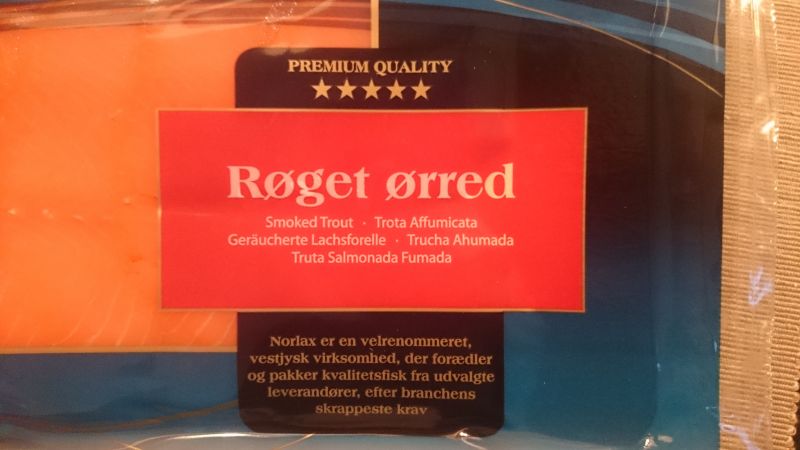 PREMIUM QUALITY
★★★★★
Røget ørred
Smoked Trout · Trota Affumicata
Geräucherte Lachsforelle · Trucha Ahumada
Truta Salmonada Fumada
Norlax er en velrenommeret,
vestjysk virksomhed, der forædler
og pakker kvalitetsfisk fra udvalgte
leverandører, efter branchens
skrappeste krav